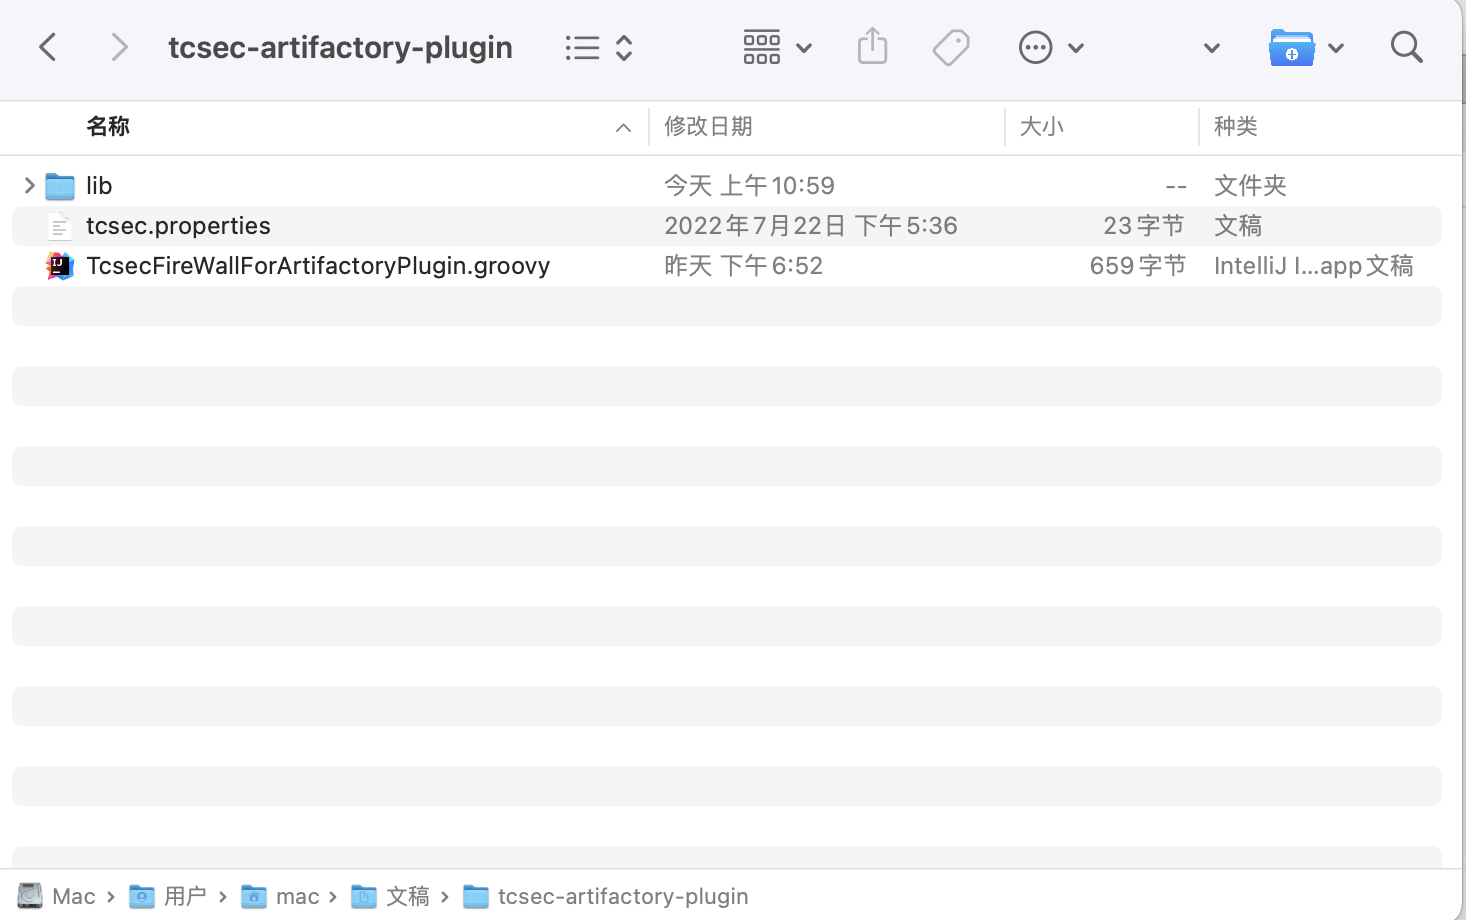 tcsec-artifactory-plugin
名称 修改日期 大小 种类
lib 今天 上午10:59 -- 文件夹
tcsec.properties 2022年7月22日 下午5:36 23字节 文稿
TcsecFireWallForArtifactoryPlugin.groovy 昨天 下午6:52 659字节 IntelliJ I...app文稿
Mac 用户 mac 文稿 tcsec-artifactory-plugin